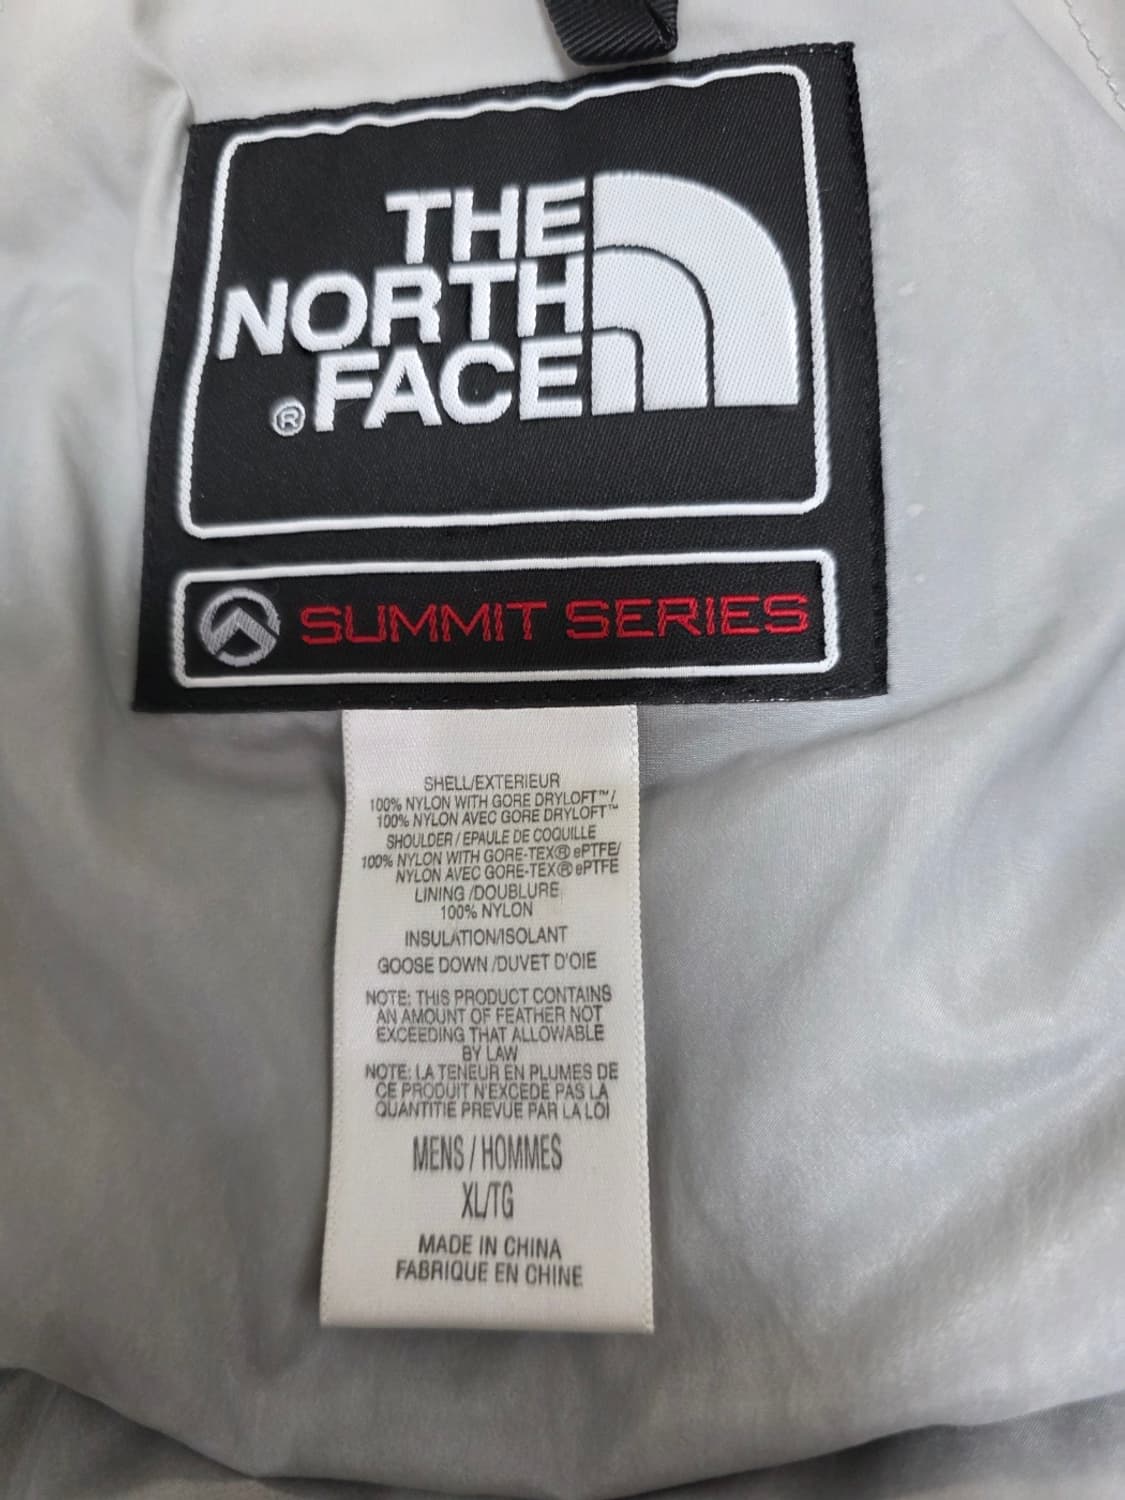 THE
NORTH
®FACE
SUMMIT SERIES
SHELL/EXTERIEUR
100% NYLON WITH GORE DRYLOFT™/
100% NYLON AVEC GORE DRYLOFT™
SHOULDER / EPAULE DE COQUILLE
100% NYLON WITH GORE-TEX® ePTFE/
NYLON AVEC GORE-TEX® ePTFE
LINING /DOUBLURE
100% NYLON
INSULATION/ISOLANT
GOOSE DOWN /DUVET D'OIE
NOTE: THIS PRODUCT CONTAINS
AN AMOUNT OF FEATHER NOT
EXCEEDING THAT ALLOWABLE
BY LAW
NOTE: LA TENEUR EN PLUMES DE
CE PRODUIT N'EXCEDE PAS LA
QUANTITIE PREVUE PAR LA LOI
MENS / HOMMES
XL/TG
MADE IN CHINA
FABRIQUE EN CHINE